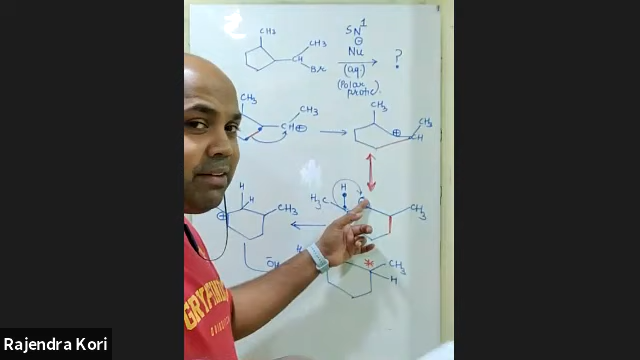 SN1
CH3
CH3
CH
Br
Nu⊖
(aq.)
(Polar
protic).
?
CH3
CH3
CH⊕
CH3
⊕
CH3
CH
H
H
CH3
H
H3C
CH3
ŌH
CH3
*
H
Rajendra Kori